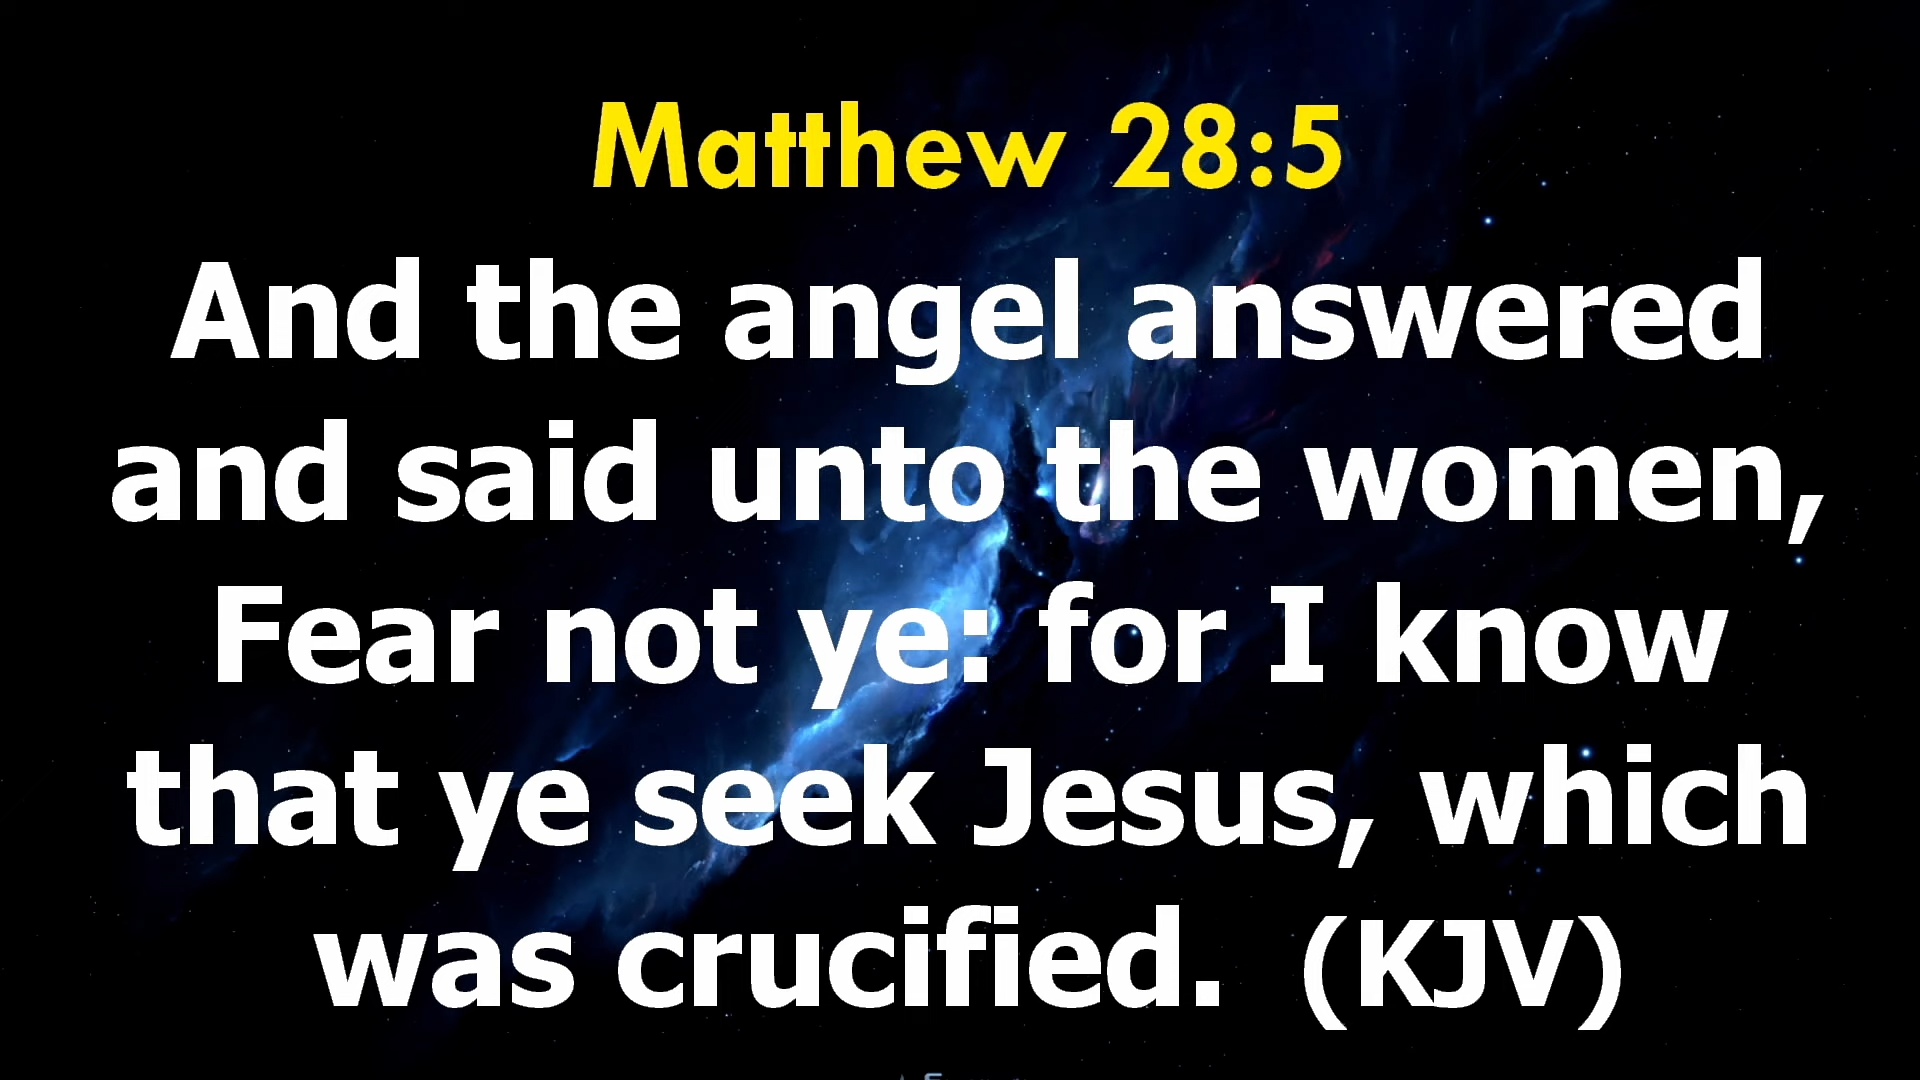 Matthew 28:5
And the angel answered
and said unto the women,
Fear not ye: for I know
that ye seek Jesus, which
was crucified.  (KJV)